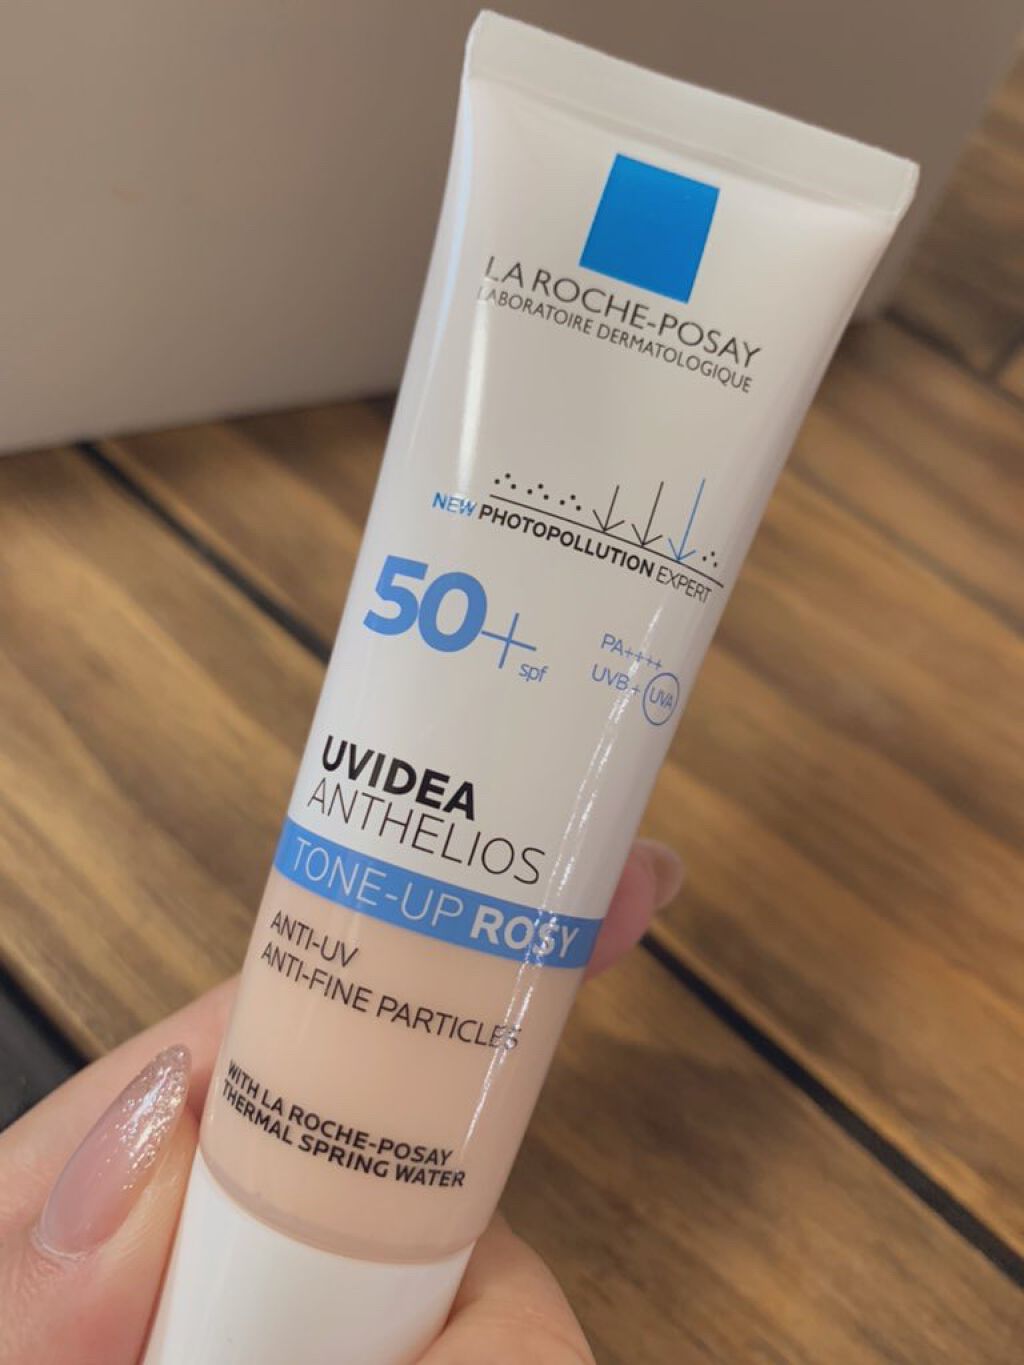 LA ROCHE-POSAY
LABORATOIRE DERMATOLOGIQUE
NEW PHOTOPOLLUTION EXPERT
50+ spf
PA++++
UVB+ UVA
UVIDEA
ANTHELIOS
TONE-UP ROSY
ANTI-UV
ANTI-FINE PARTICLES
WITH LA ROCHE-POSAY
THERMAL SPRING WATER